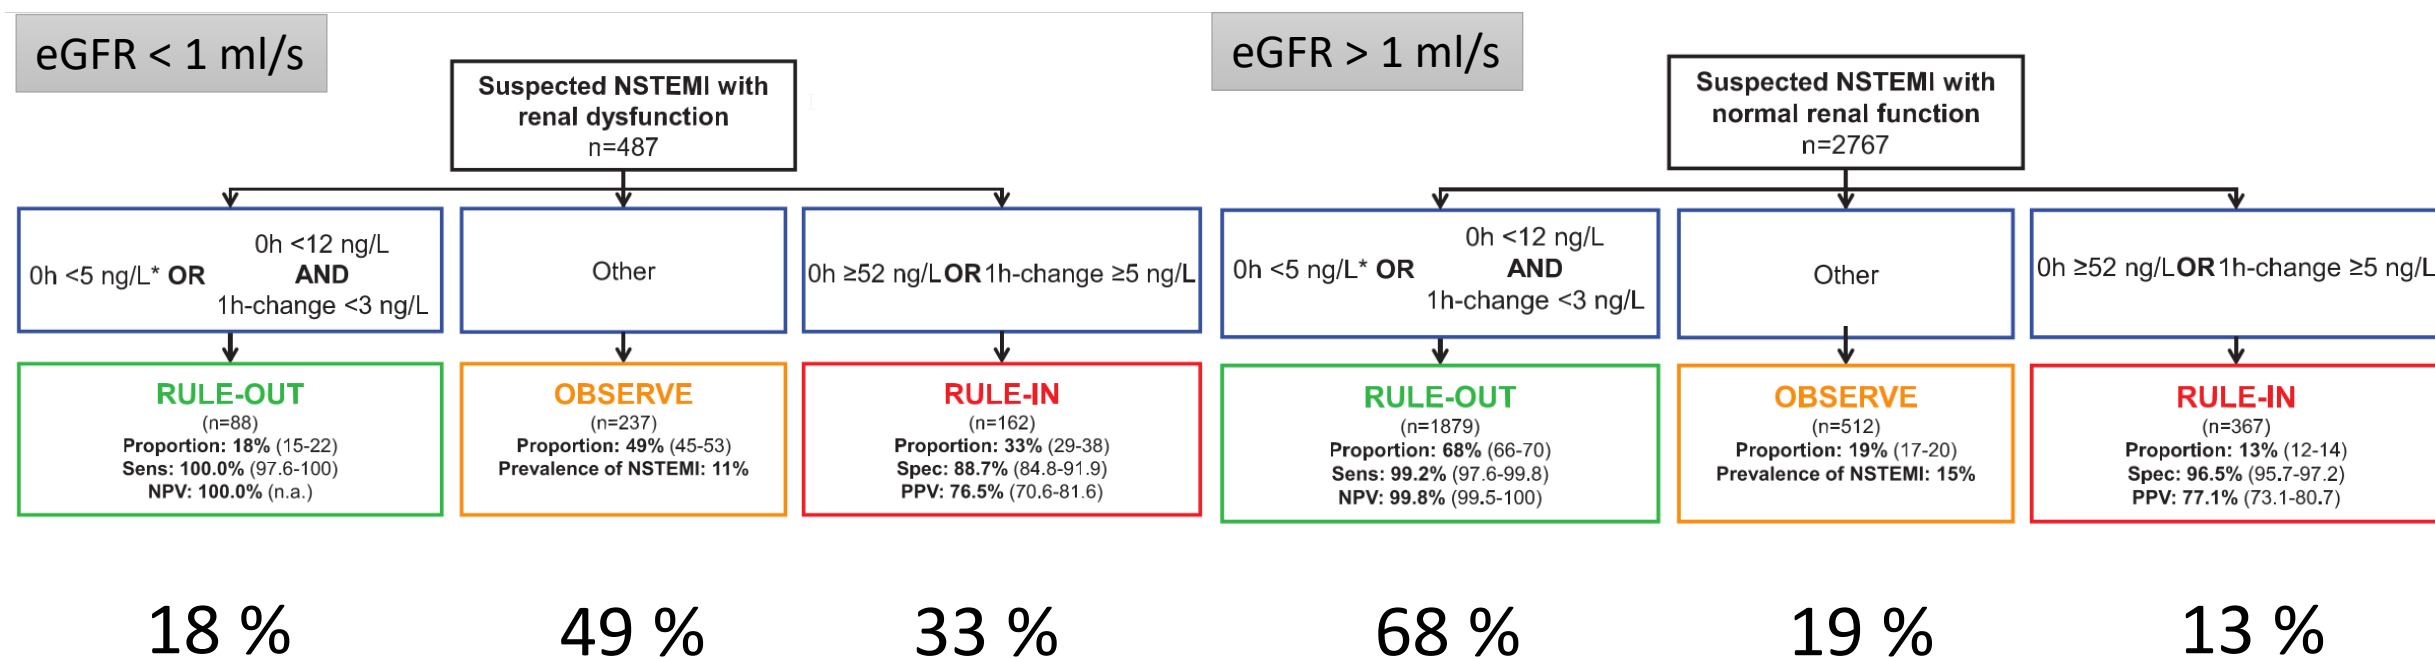 eGFR < 1 ml/s
Suspected NSTEMI with
renal dysfunction
n=487
0h <5 ng/L* OR
0h <12 ng/L
AND
1h-change <3 ng/L
Other
0h ≥52 ng/L OR 1h-change ≥5 ng/L
RULE-OUT
(n=88)
Proportion: 18% (15-22)
Sens: 100.0% (97.6-100)
NPV: 100.0% (n.a.)
OBSERVE
(n=237)
Proportion: 49% (45-53)
Prevalence of NSTEMI: 11%
RULE-IN
(n=162)
Proportion: 33% (29-38)
Spec: 88.7% (84.8-91.9)
PPV: 76.5% (70.6-81.6)
18 %
49 %
33 %
eGFR > 1 ml/s
Suspected NSTEMI with
normal renal function
n=2767
0h <5 ng/L* OR
0h <12 ng/L
AND
1h-change <3 ng/L
Other
0h ≥52 ng/L OR 1h-change ≥5 ng/L
RULE-OUT
(n=1879)
Proportion: 68% (66-70)
Sens: 99.2% (97.6-99.8)
NPV: 99.8% (99.5-100)
OBSERVE
(n=512)
Proportion: 19% (17-20)
Prevalence of NSTEMI: 15%
RULE-IN
(n=367)
Proportion: 13% (12-14)
Spec: 96.5% (95.7-97.2)
PPV: 77.1% (73.1-80.7)
68 %
19 %
13 %